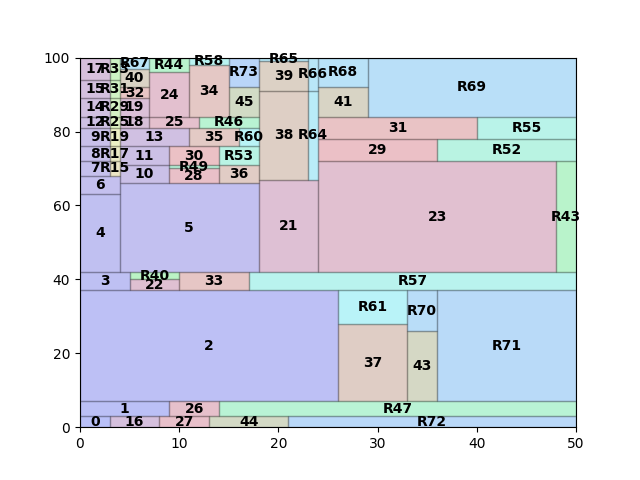 100
17 R35 R67 R44 R58 R65
40 34 R73 39 R66 R68 R69
15 R31 32 24
14 R29 19 45 41
80
12 R25 18 25 R46 31 R55
9 R19 13 35 R60 38 R64
8 R17 11 30 R53 29 R52
7 R15 10 R49 28 36
6
60
4 5 21 23 R43
40
3 R40 22 33 R57
20
2 R61 R70 37 43 R71
1 26 R47
0
0 16 27 44 R72
0 10 20 30 40 50